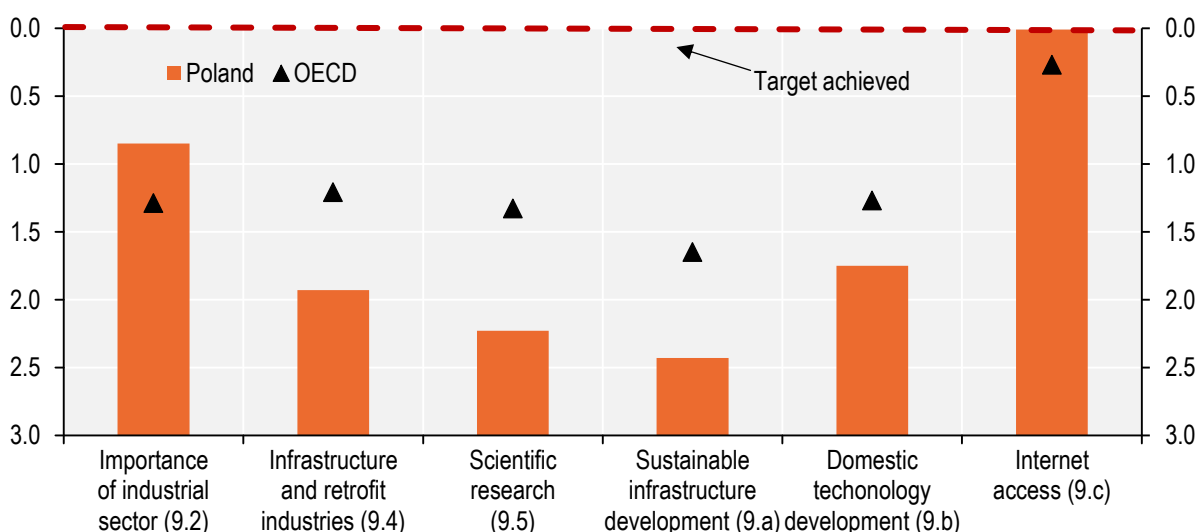 0.0 0.0
Poland OECD
Target achieved
0.5 0.5
1.0 1.0
1.5 1.5
2.0 2.0
2.5 2.5
3.0 3.0
Importance Infrastructure Scientific Sustainable Domestic Internet
of industrial and retrofit research infrastructure techonology access (9.c)
sector (9.2) industries (9.4) (9.5) development (9.a) development (9.b)